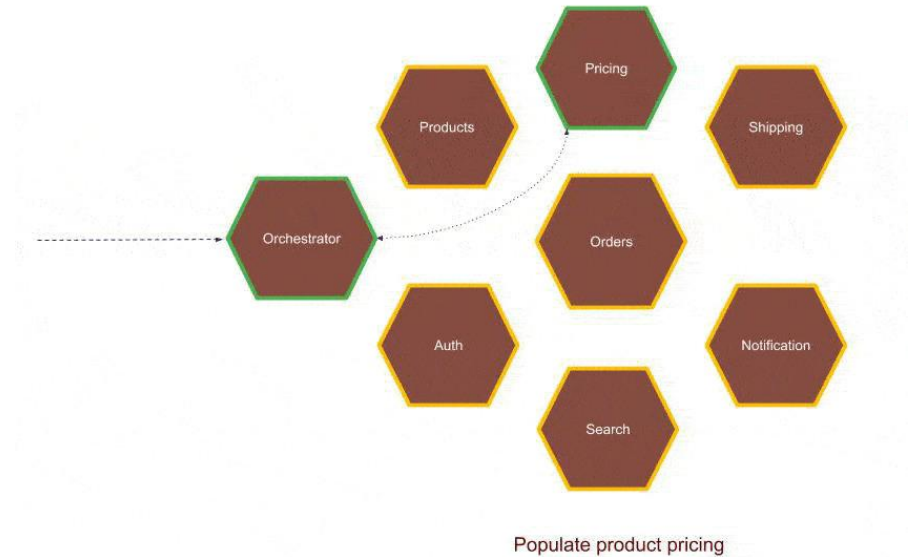 Pricing
Products
Shipping
Orchestrator
Orders
Auth
Notification
Search
Populate product pricing